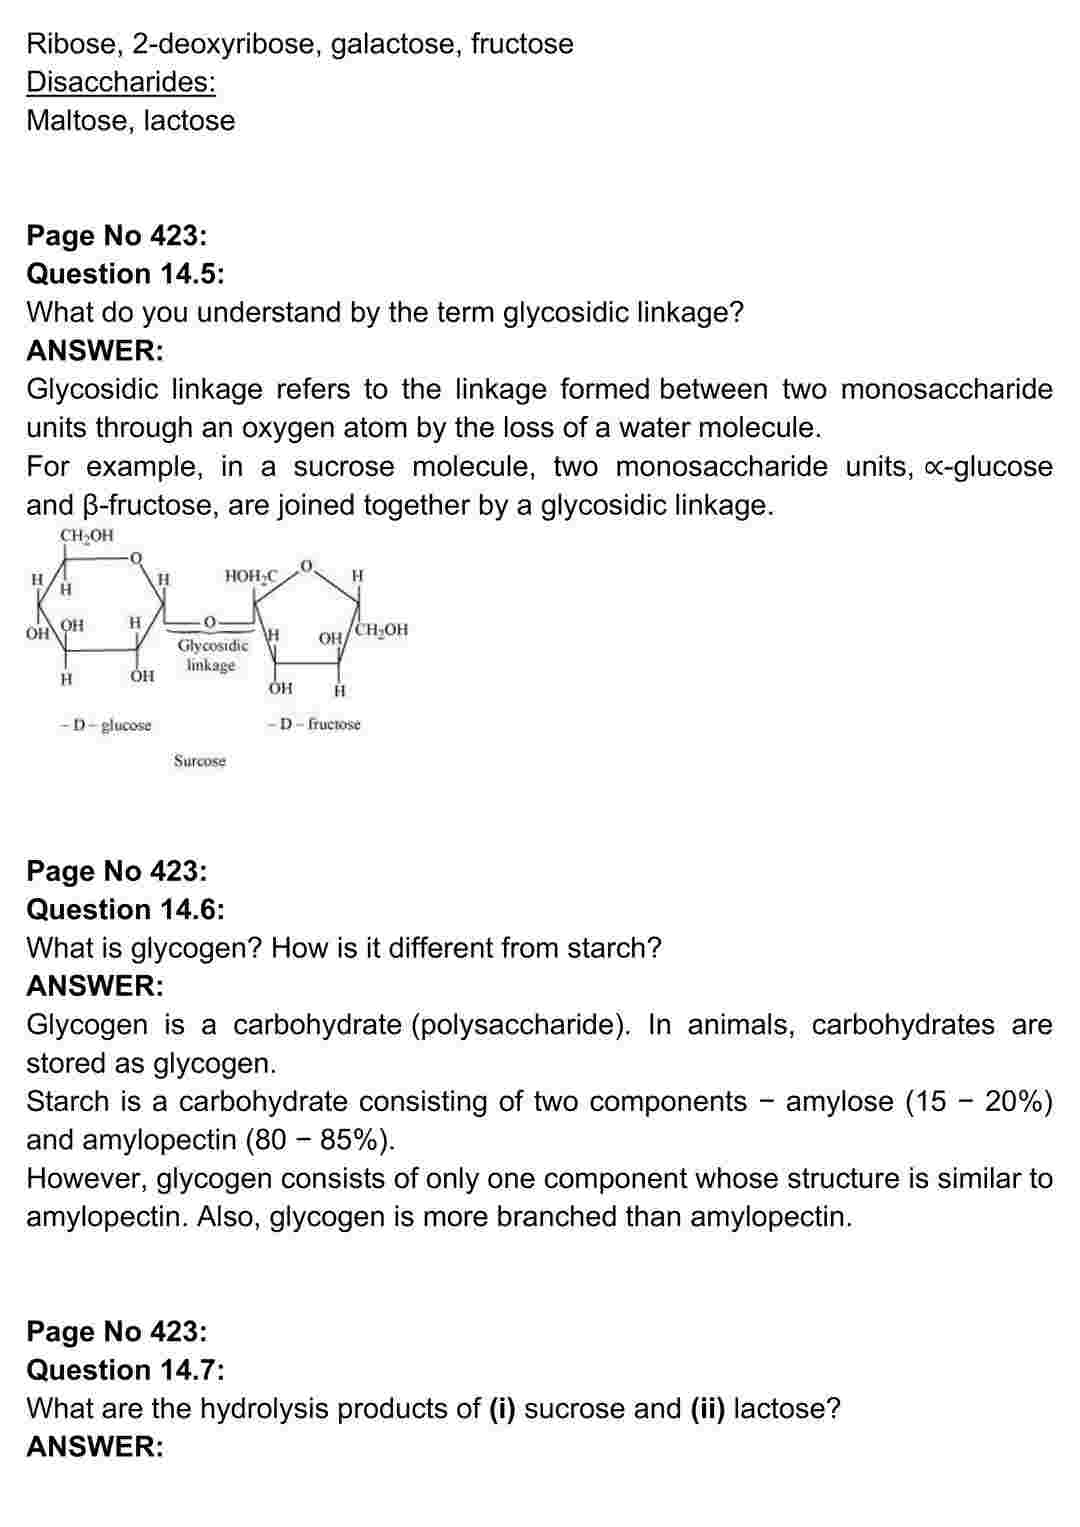 Ribose, 2-deoxyribose, galactose, fructose
Disaccharides:
Maltose, lactose
Page No 423:
Question 14.5:
What do you understand by the term glycosidic linkage?
ANSWER:
Glycosidic linkage refers to the linkage formed between two monosaccharide
units through an oxygen atom by the loss of a water molecule.
For example, in a sucrose molecule, two monosaccharide units, ∝-glucose
and β-fructose, are joined together by a glycosidic linkage.
CH₂OH
O
H
H
H
OH
OH
H
H
OH
O
Glycosidic
linkage
HOH₂C
O
H
H
OH
CH₂OH
OH
H
– D – glucose
– D – fructose
Surcose
Page No 423:
Question 14.6:
What is glycogen? How is it different from starch?
ANSWER:
Glycogen is a carbohydrate (polysaccharide). In animals, carbohydrates are
stored as glycogen.
Starch is a carbohydrate consisting of two components − amylose (15 − 20%)
and amylopectin (80 − 85%).
However, glycogen consists of only one component whose structure is similar to
amylopectin. Also, glycogen is more branched than amylopectin.
Page No 423:
Question 14.7:
What are the hydrolysis products of (i) sucrose and (ii) lactose?
ANSWER: